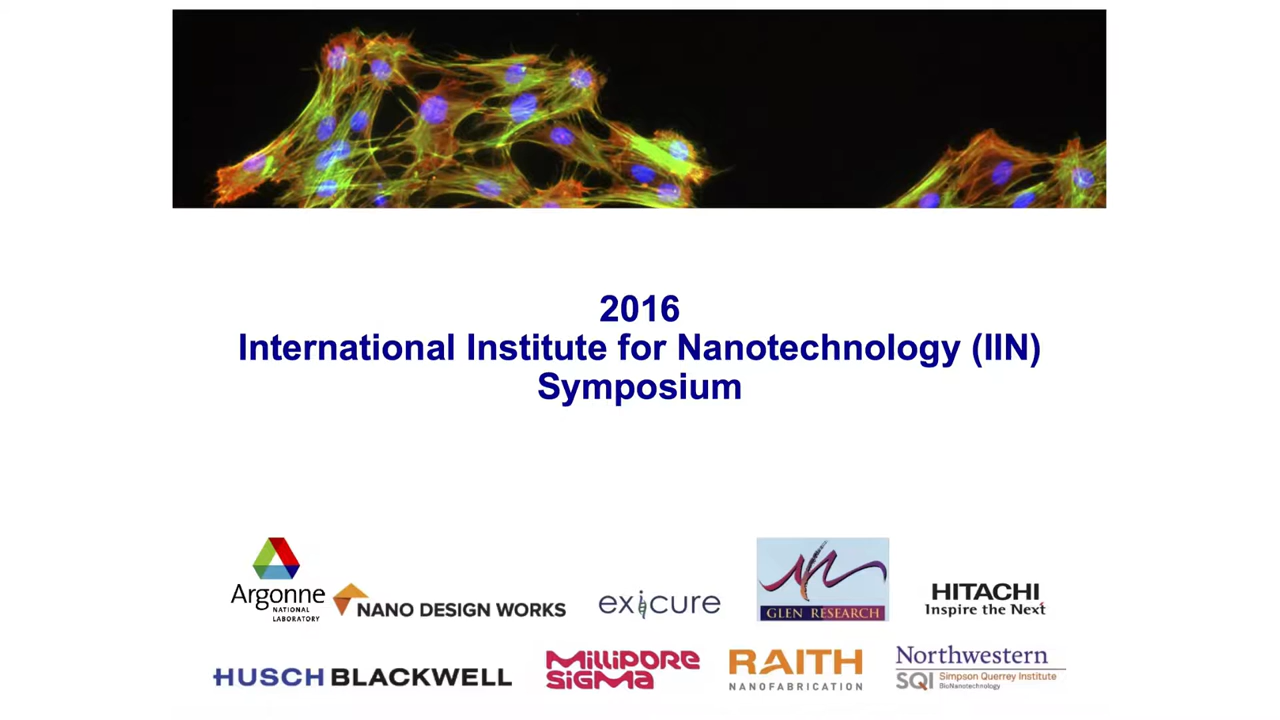 2016
International Institute for Nanotechnology (IIN)
Symposium
Argonne
NATIONAL
LABORATORY
NANO DESIGN WORKS
exicure
GLEN RESEARCH
HITACHI
Inspire the Next
HUSCH BLACKWELL
MILLIPORE
SIGMA
RAITH
NANOFABRICATION
Northwestern
SQI Simpson Querrey Institute
BioNanotechnology